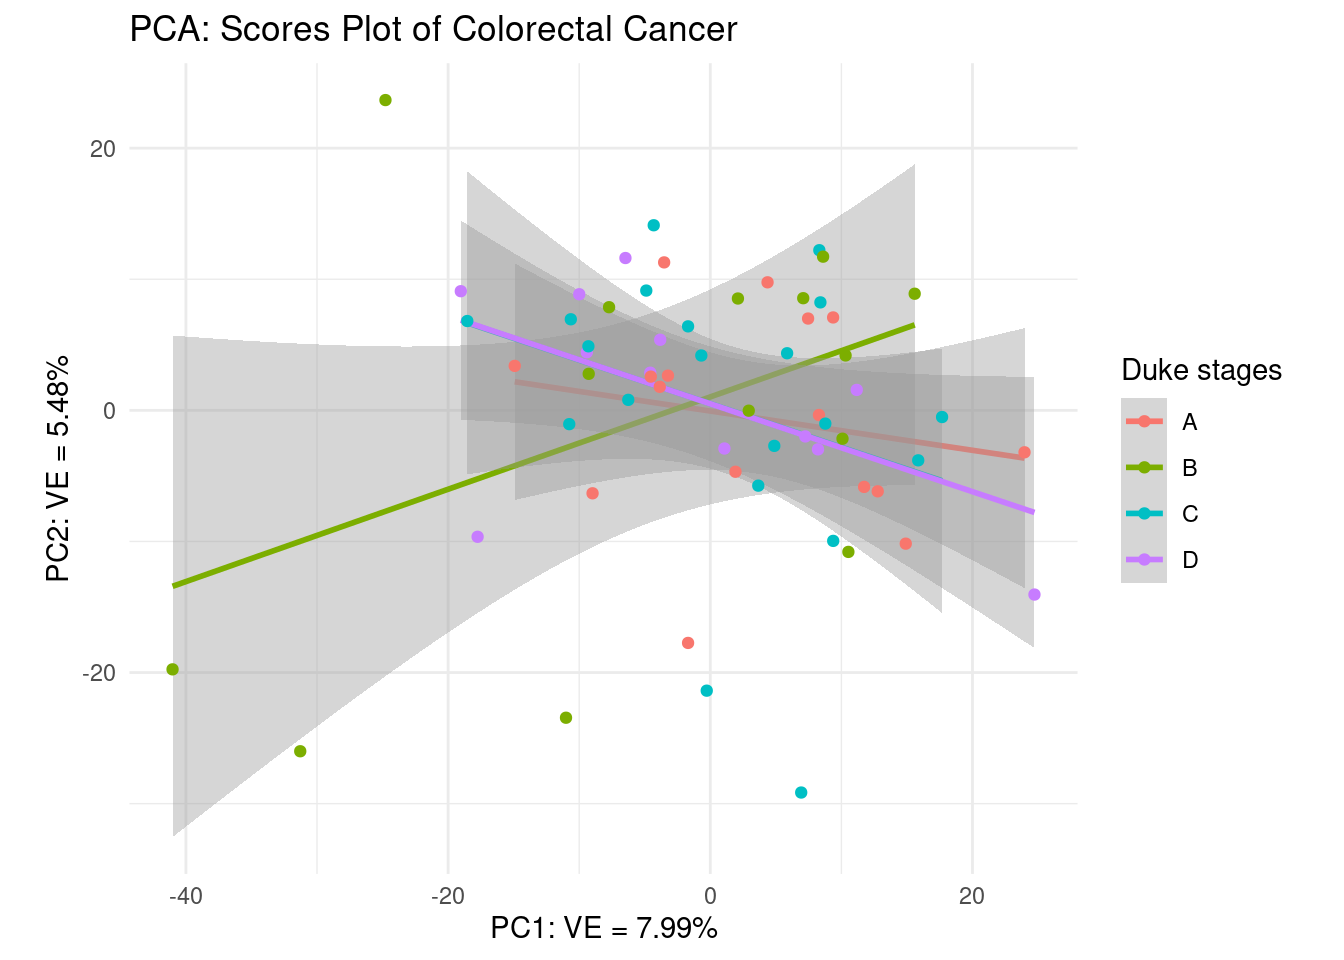 PCA: Scores Plot of Colorectal Cancer
20
0
-20
PC2: VE = 5.48%
-40
-20
0
20
PC1: VE = 7.99%
Duke stages
A
B
C
D